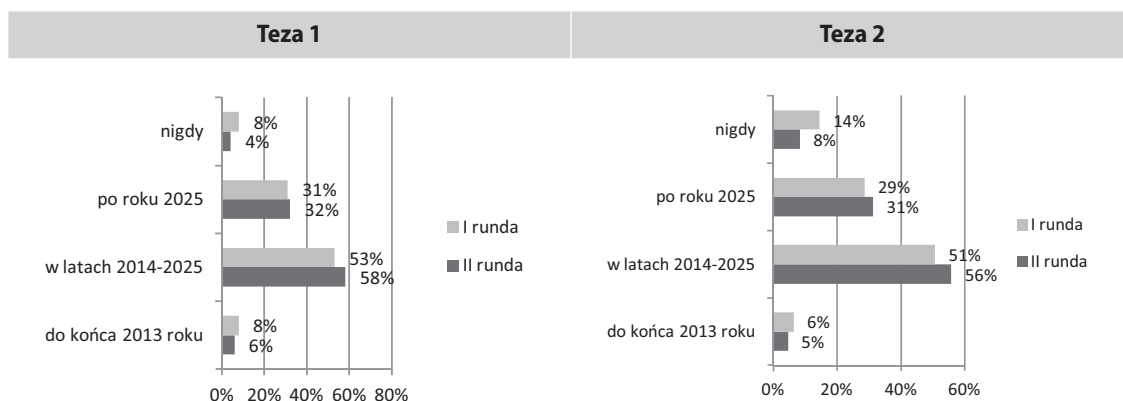 Teza 1
nigdy
8%
4%
po roku 2025
31%
32%
w latach 2014-2025
53%
58%
do końca 2013 roku
8%
6%
0% 20% 40% 60% 80%
I runda
II runda
Teza 2
nigdy
14%
8%
po roku 2025
29%
31%
w latach 2014-2025
51%
56%
do końca 2013 roku
6%
5%
0% 20% 40% 60%
I runda
II runda